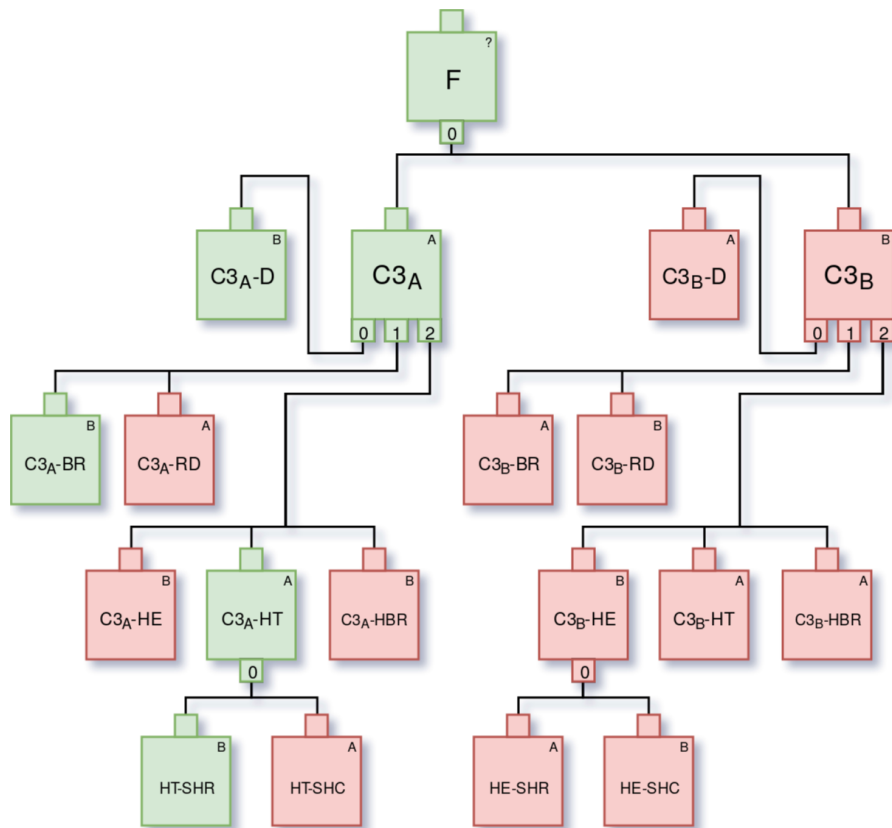 ?
F
0
B
C3A-D
A
C3A
0 1 2
A
C3B-D
B
C3B
0 1 2
B
C3A-BR
A
C3A-RD
A
C3B-BR
B
C3B-RD
B
C3A-HE
A
C3A-HT
0
B
C3A-HBR
B
C3B-HE
0
A
C3B-HT
A
C3B-HBR
B
HT-SHR
A
HT-SHC
A
HE-SHR
B
HE-SHC